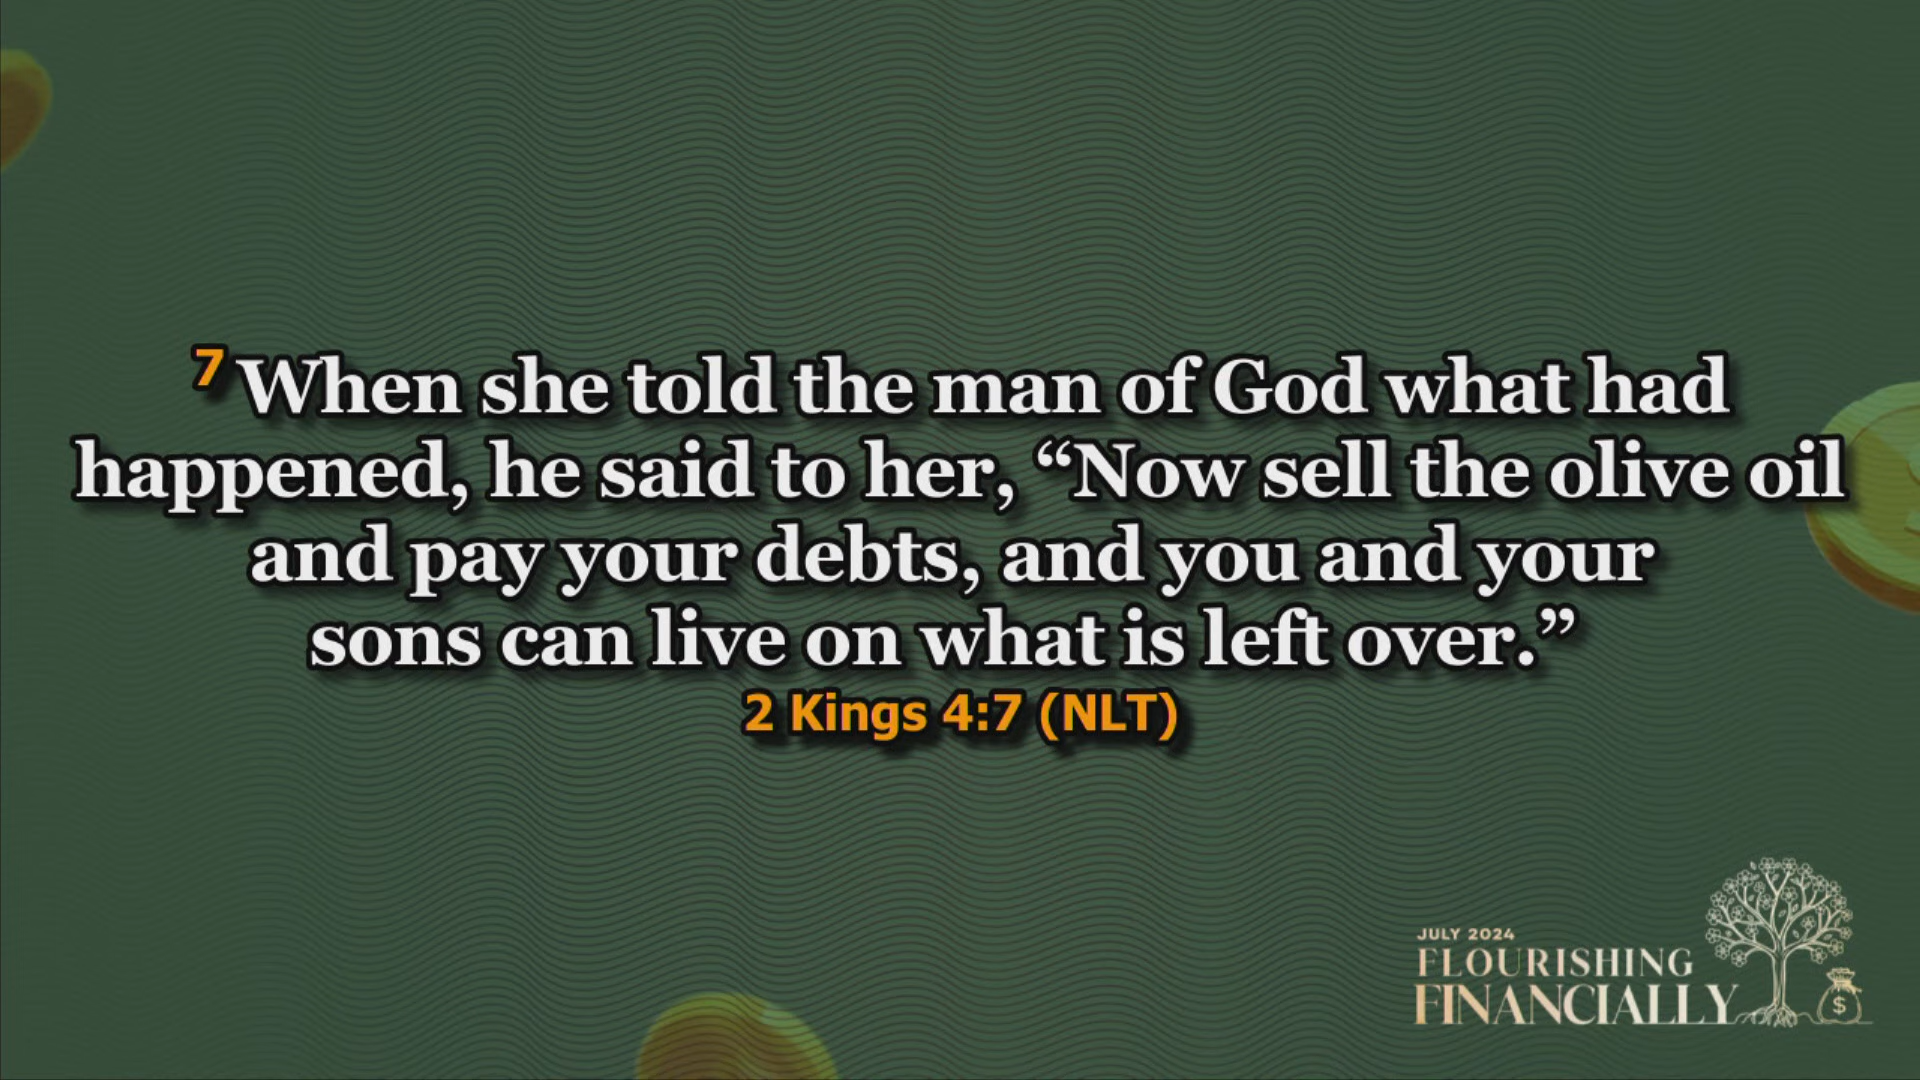 7 When she told the man of God what had
happened, he said to her, “Now sell the olive oil
and pay your debts, and you and your
sons can live on what is left over.”
2 Kings 4:7 (NLT)
JULY 2024
FLOURISHING
FINANCIALLY
$